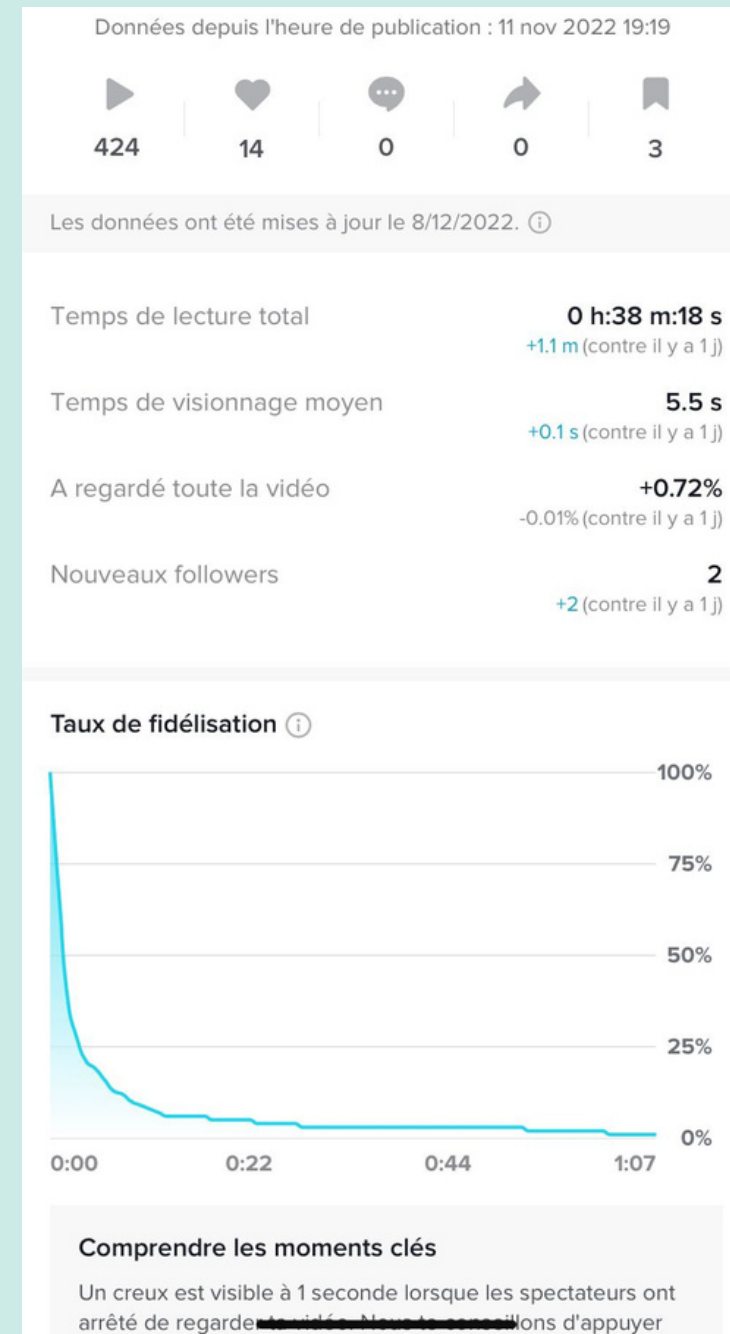 Données depuis l'heure de publication : 11 nov 2022 19:19
424 14 0 0 3
Les données ont été mises à jour le 8/12/2022.
Temps de lecture total 0 h:38 m:18 s
+1.1 m (contre il y a 1 j)
Temps de visionnage moyen 5.5 s
+0.1 s (contre il y a 1 j)
A regardé toute la vidéo +0.72%
-0.01% (contre il y a 1 j)
Nouveaux followers 2
+2 (contre il y a 1 j)
Taux de fidélisation
100%
75%
50%
25%
0%
0:00 0:22 0:44 1:07
Comprendre les moments clés
Un creux est visible à 1 seconde lorsque les spectateurs ont
arrêté de regarder d'appuyer